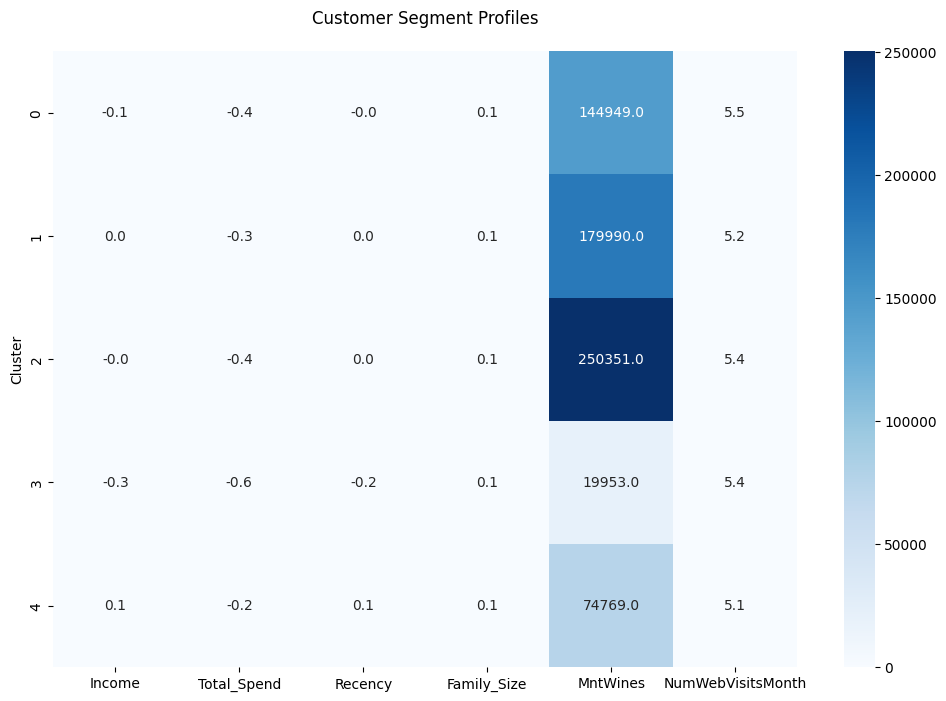 Customer Segment Profiles
0 -0.1 -0.4 -0.0 0.1 144949.0 5.5
1 0.0 -0.3 0.0 0.1 179990.0 5.2
2 -0.0 -0.4 0.0 0.1 250351.0 5.4
3 -0.3 -0.6 -0.2 0.1 19953.0 5.4
4 0.1 -0.2 0.1 0.1 74769.0 5.1
Cluster
Income Total_Spend Recency Family_Size MntWines NumWebVisitsMonth
250000
200000
150000
100000
50000
0